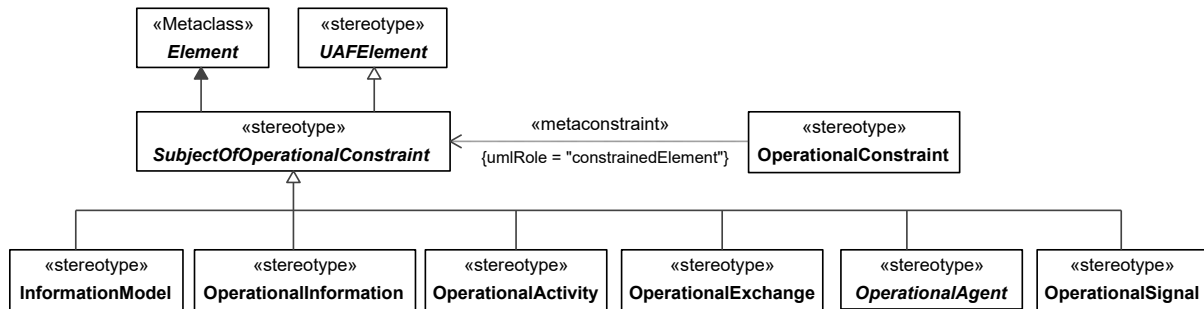 «Metaclass»
Element
«stereotype»
UAFElement
«stereotype»
SubjectOfOperationalConstraint
«metaconstraint»
{umlRole = "constrainedElement"}
«stereotype»
OperationalConstraint
«stereotype»
InformationModel
«stereotype»
OperationalInformation
«stereotype»
OperationalActivity
«stereotype»
OperationalExchange
«stereotype»
OperationalAgent
«stereotype»
OperationalSignal